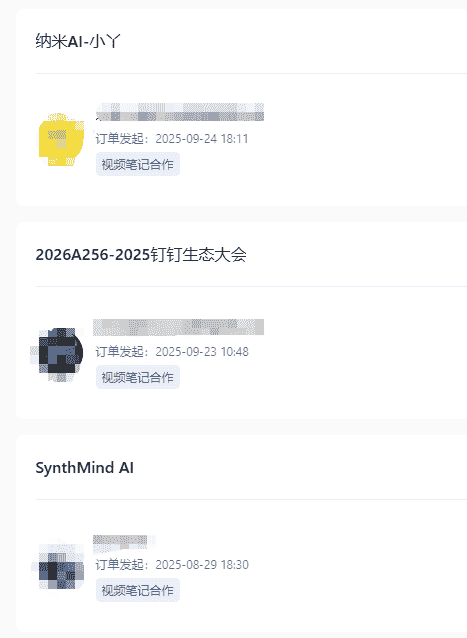 纳米AI-小丫
订单发起：2025-09-24 18:11
视频笔记合作
2026A256-2025钉钉生态大会
订单发起：2025-09-23 10:48
视频笔记合作
SynthMind AI
订单发起：2025-08-29 18:30
视频笔记合作